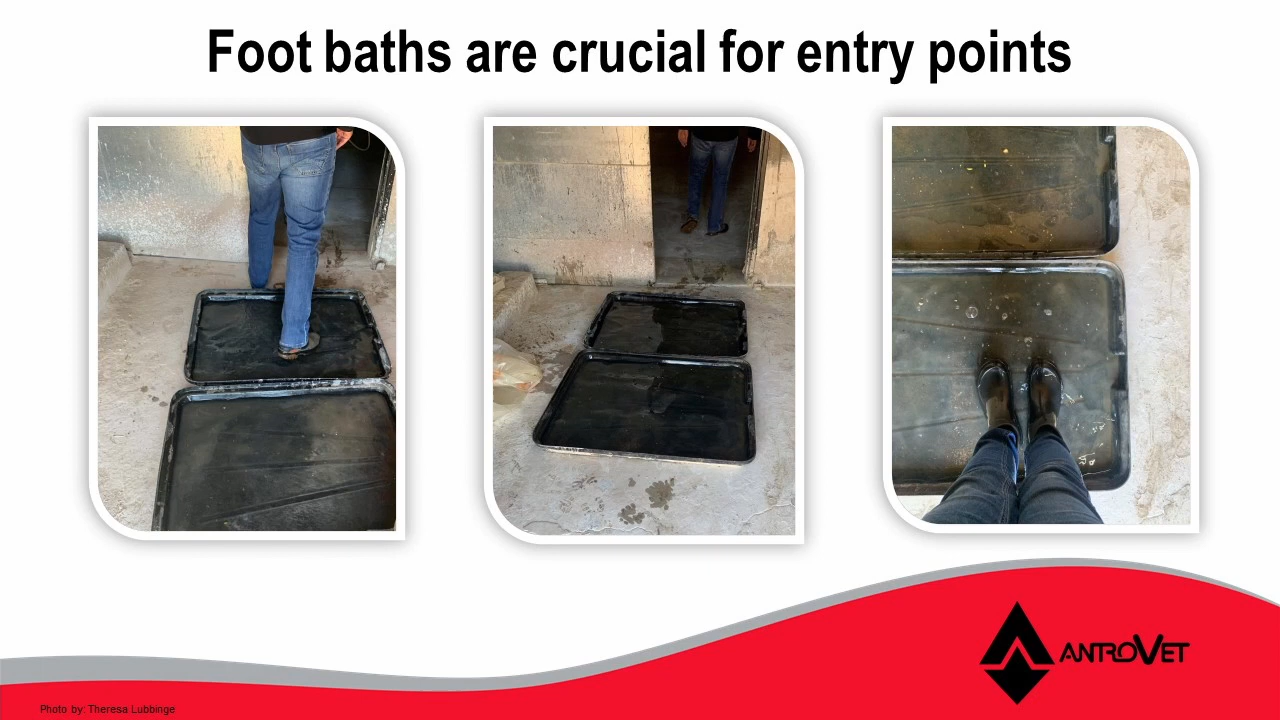 Foot baths are crucial for entry points
ANTROVET
Photo by: Theresa Lubbinge